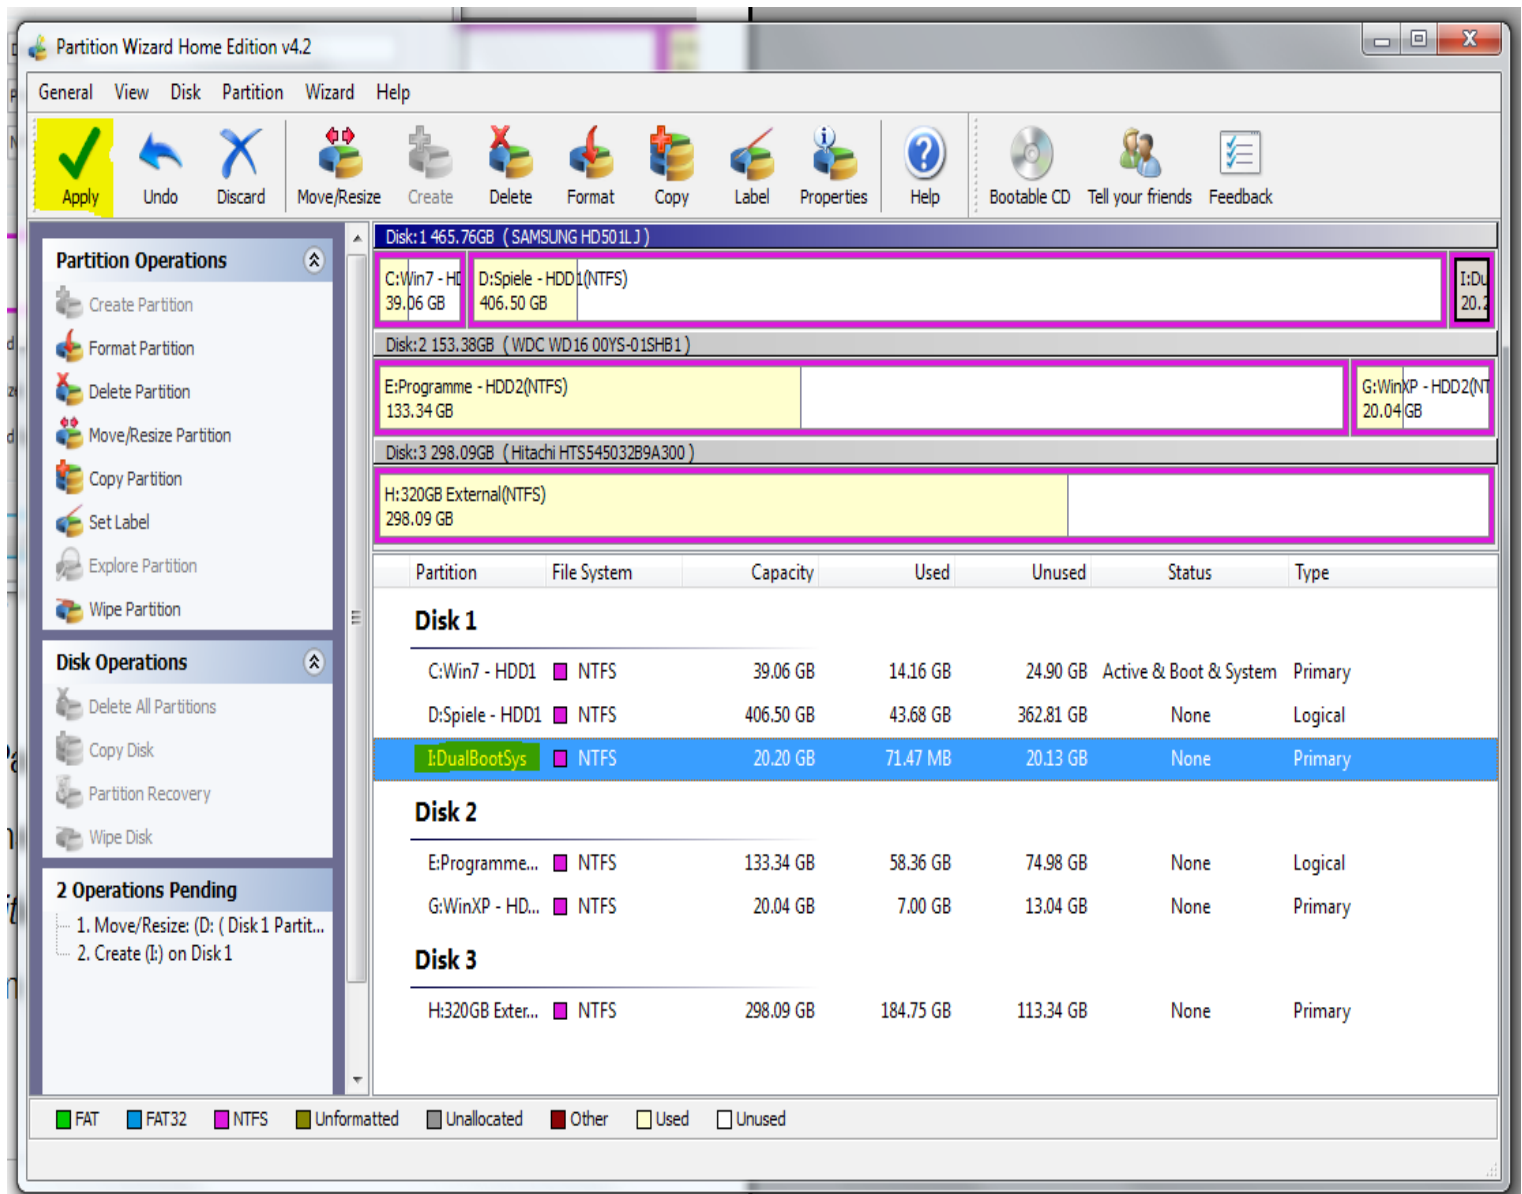 Partition Wizard Home Edition v4.2
General View Disk Partition Wizard Help
Apply Undo Discard Move/Resize Create Delete Format Copy Label Properties Help Bootable CD Tell your friends Feedback
Partition Operations
Create Partition
Format Partition
Delete Partition
Move/Resize Partition
Copy Partition
Set Label
Explore Partition
Wipe Partition
Disk Operations
Delete All Partitions
Copy Disk
Partition Recovery
Wipe Disk
2 Operations Pending
1. Move/Resize: (D: ( Disk 1 Partit...
2. Create (I:) on Disk 1
Disk:1 465.76GB (SAMSUNG HD501LJ)
C:Win7 - HD
39.06 GB
D:Spiele - HDD1(NTFS)
406.50 GB
I:Du
20.2
Disk:2 153.38GB (WDC WD16 00YS-01SHB1)
E:Programme - HDD2(NTFS)
133.34 GB
G:WinXP - HDD2(NT
20.04 GB
Disk:3 298.09GB (Hitachi HTS545032B9A300)
H:320GB External(NTFS)
298.09 GB
Partition File System Capacity Used Unused Status Type
Disk 1
C:Win7 - HDD1 NTFS 39.06 GB 14.16 GB 24.90 GB Active & Boot & System Primary
D:Spiele - HDD1 NTFS 406.50 GB 43.68 GB 362.81 GB None Logical
I:DualBootSys NTFS 20.20 GB 71.47 MB 20.13 GB None Primary
Disk 2
E:Programme... NTFS 133.34 GB 58.36 GB 74.98 GB None Logical
G:WinXP - HD... NTFS 20.04 GB 7.00 GB 13.04 GB None Primary
Disk 3
H:320GB Exter... NTFS 298.09 GB 184.75 GB 113.34 GB None Primary
FAT FAT32 NTFS Unformatted Unallocated Other Used Unused